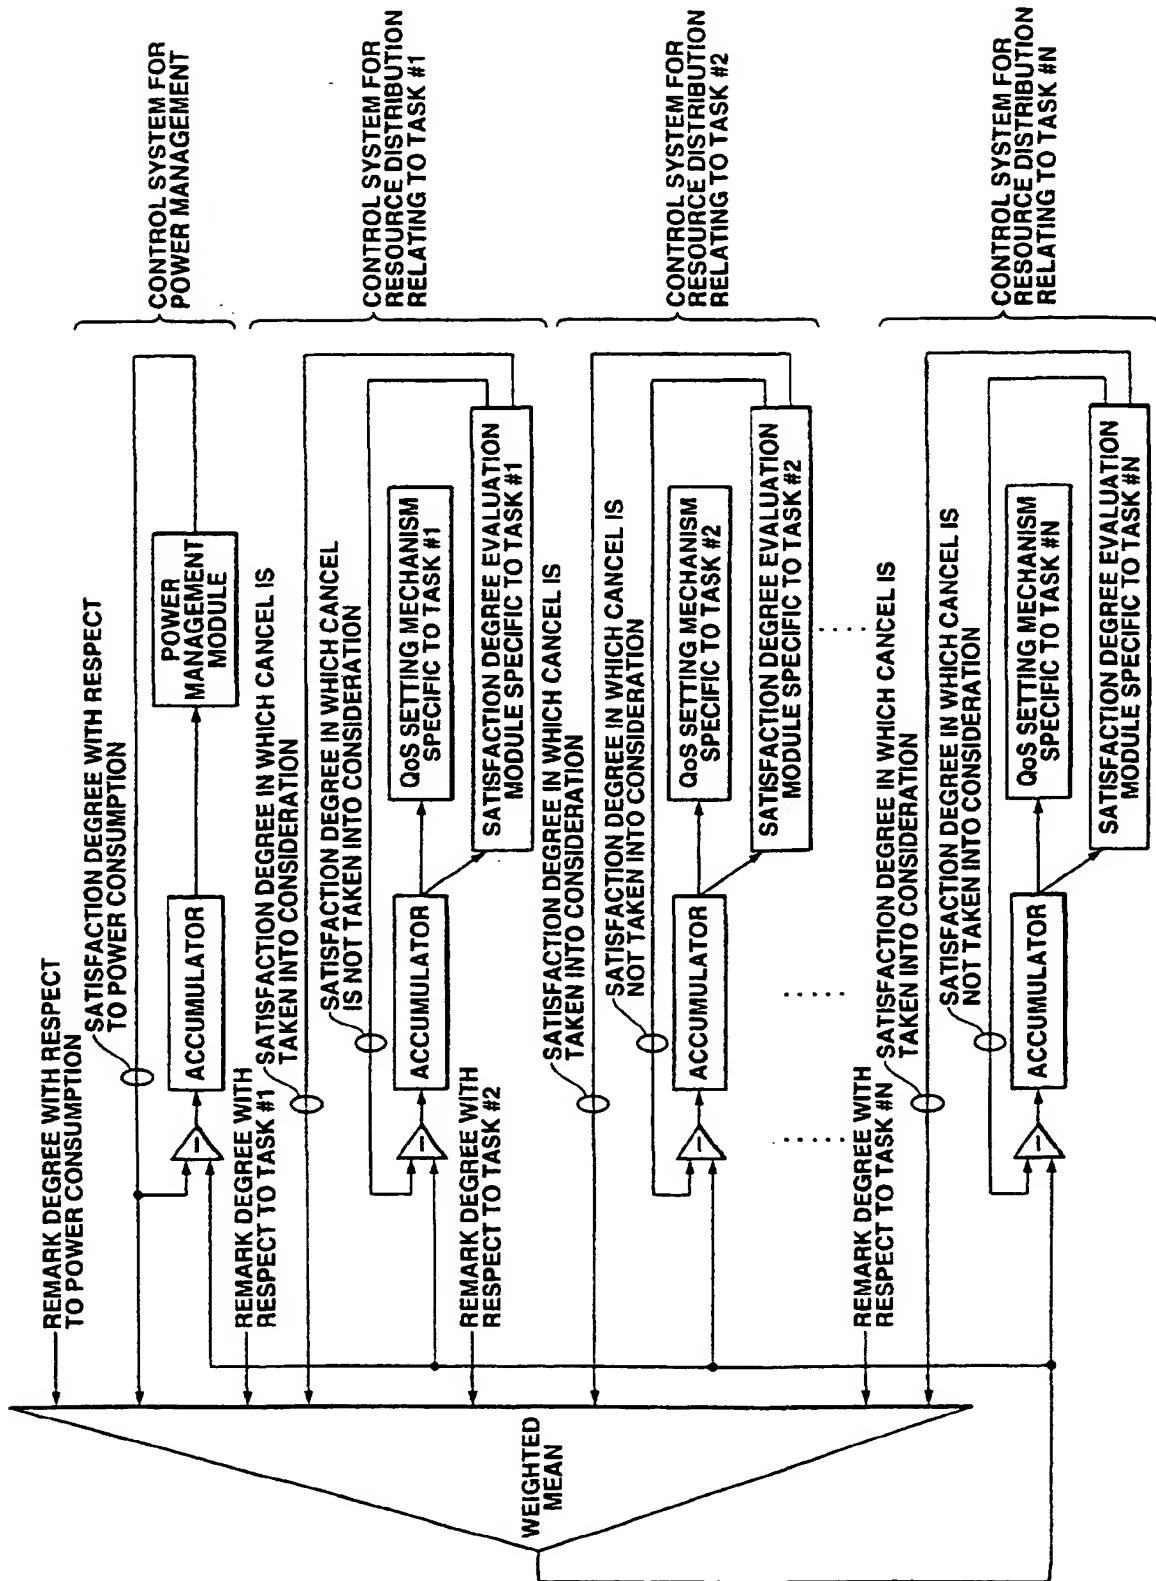 REMARK DEGREE WITH RESPECT
TO POWER CONSUMPTION
SATISFACTION DEGREE WITH RESPECT
TO POWER CONSUMPTION
ACCUMULATOR
POWER
MANAGEMENT
MODULE
CONTROL SYSTEM FOR
POWER MANAGEMENT
REMARK DEGREE WITH
RESPECT TO TASK #1
SATISFACTION DEGREE IN WHICH CANCEL IS
TAKEN INTO CONSIDERATION
SATISFACTION DEGREE IN WHICH CANCEL
IS NOT TAKEN INTO CONSIDERATION
ACCUMULATOR
QoS SETTING MECHANISM
SPECIFIC TO TASK #1
SATISFACTION DEGREE EVALUATION
MODULE SPECIFIC TO TASK #1
CONTROL SYSTEM FOR
RESOURCE DISTRIBUTION
RELATING TO TASK #1
REMARK DEGREE WITH
RESPECT TO TASK #2
SATISFACTION DEGREE IN WHICH CANCEL IS
TAKEN INTO CONSIDERATION
SATISFACTION DEGREE IN WHICH CANCEL IS
NOT TAKEN INTO CONSIDERATION
ACCUMULATOR
QoS SETTING MECHANISM
SPECIFIC TO TASK #2
SATISFACTION DEGREE EVALUATION
MODULE SPECIFIC TO TASK #2
CONTROL SYSTEM FOR
RESOURCE DISTRIBUTION
RELATING TO TASK #2
REMARK DEGREE WITH
RESPECT TO TASK #N
SATISFACTION DEGREE IN WHICH CANCEL IS
TAKEN INTO CONSIDERATION
SATISFACTION DEGREE IN WHICH CANCEL IS
NOT TAKEN INTO CONSIDERATION
ACCUMULATOR
QoS SETTING MECHANISM
SPECIFIC TO TASK #N
SATISFACTION DEGREE EVALUATION
MODULE SPECIFIC TO TASK #N
CONTROL SYSTEM FOR
RESOURCE DISTRIBUTION
RELATING TO TASK #N
WEIGHTED
MEAN